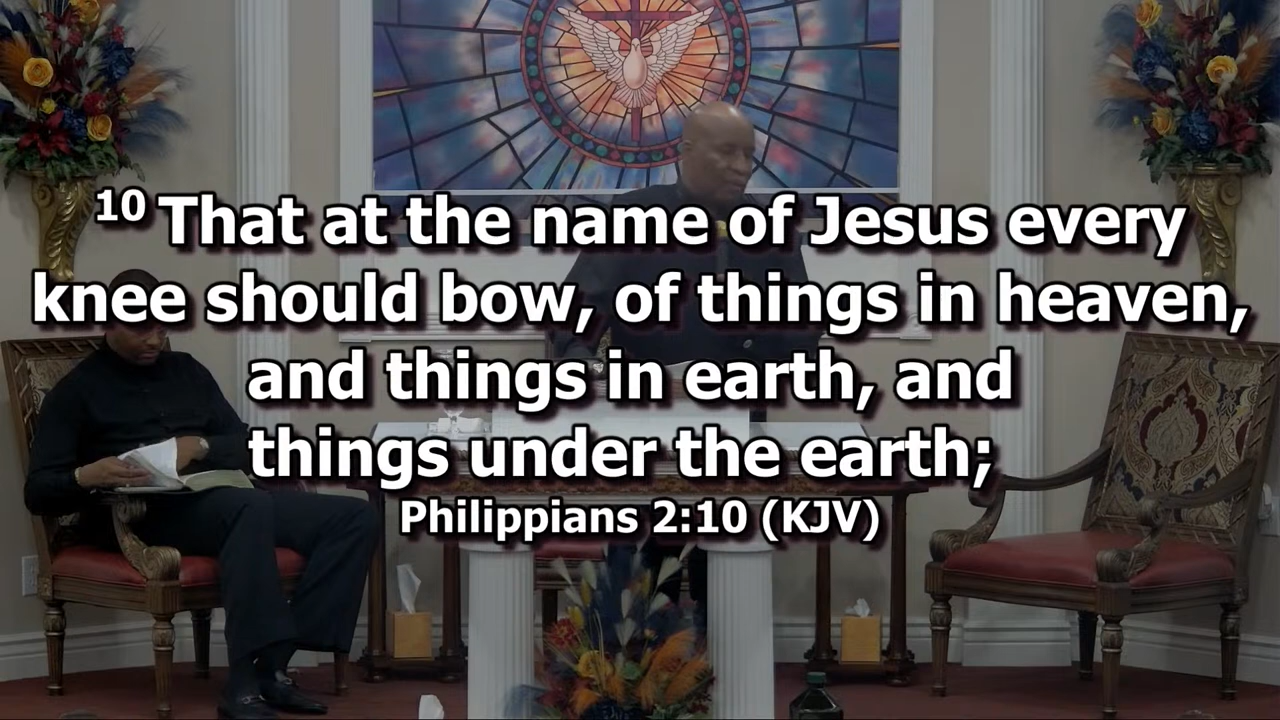 10 That at the name of Jesus every
knee should bow, of things in heaven,
and things in earth, and
things under the earth;
Philippians 2:10 (KJV)